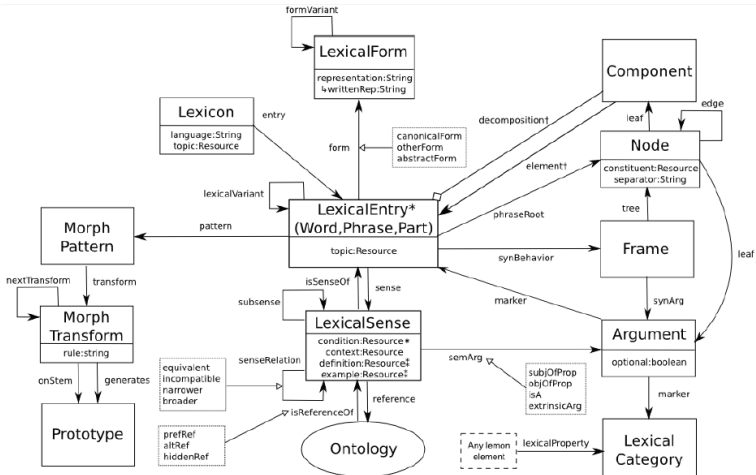 formVariant
LexicalForm
representation:String
↳writtenRep:String
Component
Lexicon
language:String
topic:Resource
entry
form
canonicalForm
otherForm
abstractForm
decomposition†
element†
leaf
edge
Node
constituent:Resource
separator:String
lexicalVariant
LexicalEntry*
(Word,Phrase,Part)
topic:Resource
phraseRoot
tree
Morph
Pattern
pattern
synBehavior
Frame
leaf
nextTransform
transform
Morph
Transform
rule:string
isSenseOf
sense
subsense
marker
synArg
LexicalSense
condition:Resource*
context:Resource
definition:Resource‡
example:Resource‡
Argument
optional:boolean
equivalent
incompatible
narrower
broader
senseRelation
semArg
subjOfProp
objOfProp
isA
extrinsicArg
onStem
generates
Prototype
prefRef
altRef
hiddenRef
isReferenceOf
reference
Ontology
marker
Any lemon
element
lexicalProperty
Lexical
Category